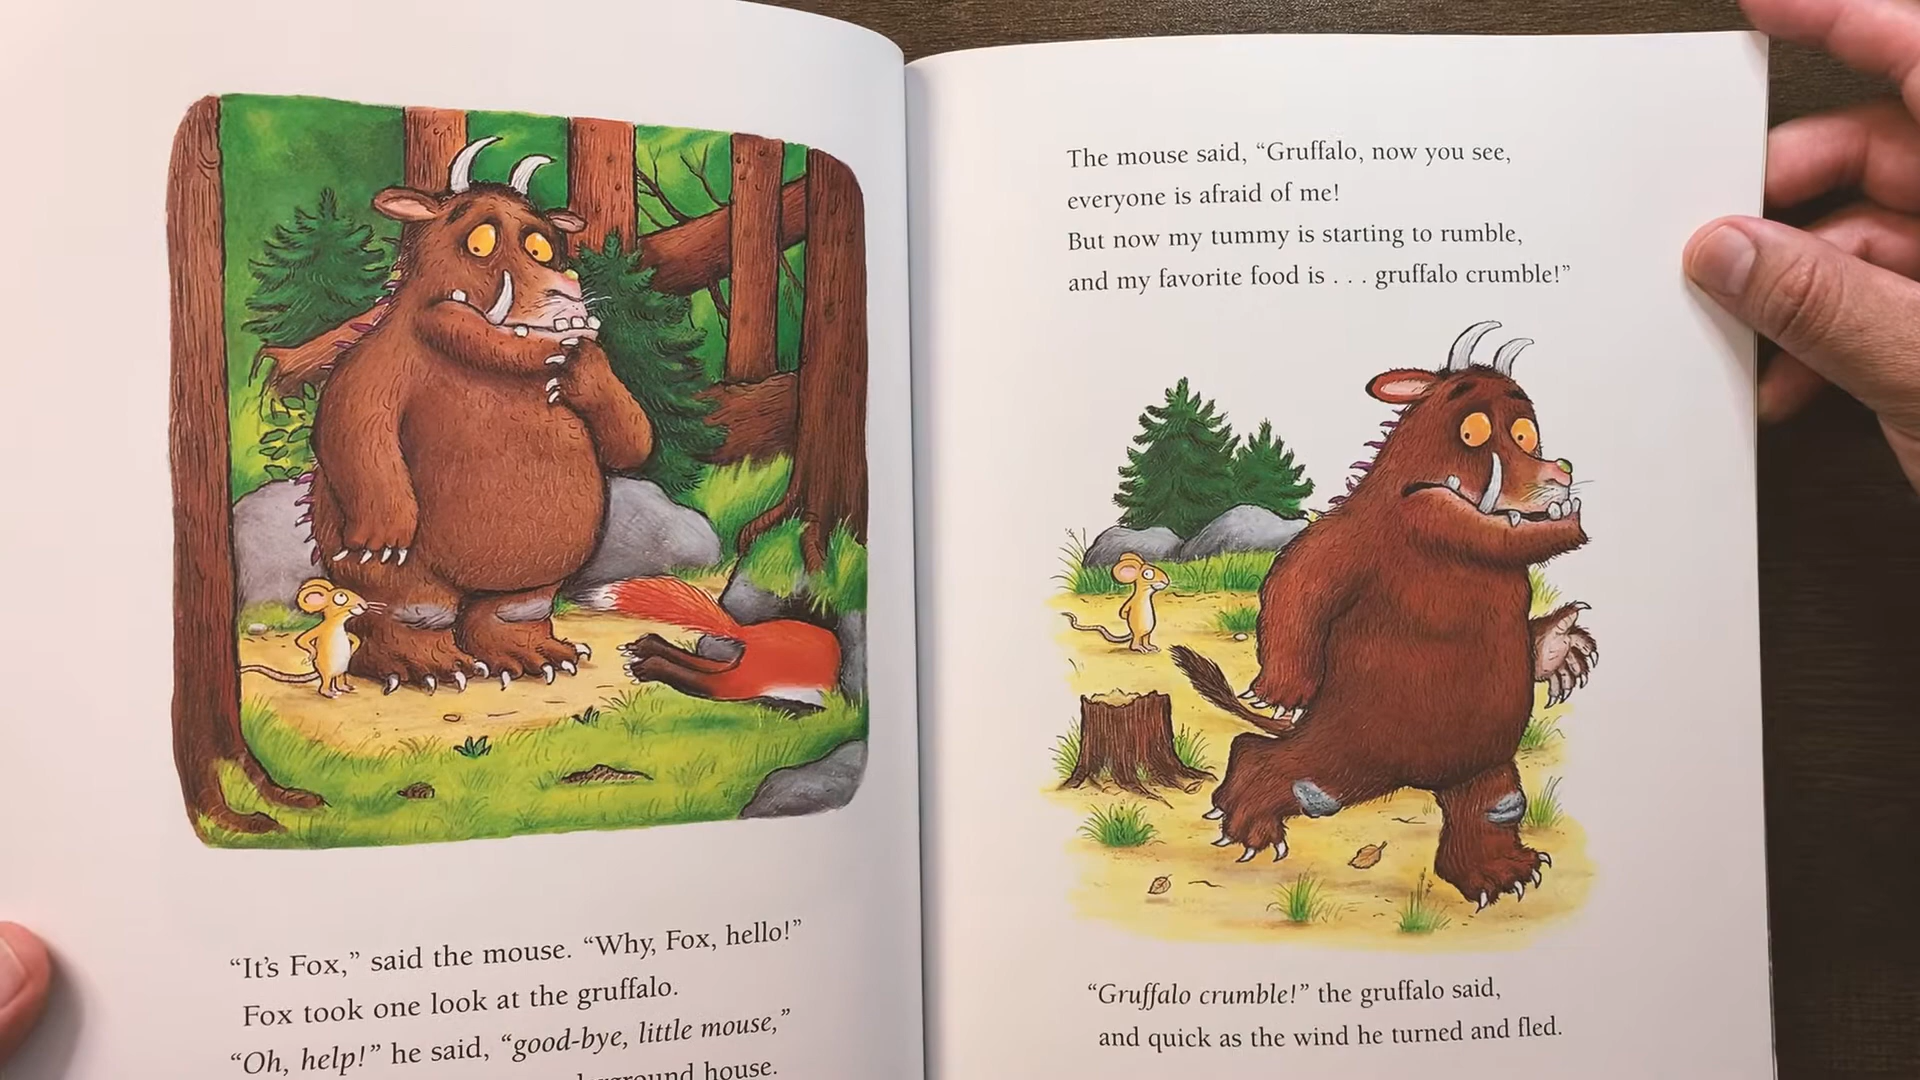 “It’s Fox,” said the mouse. “Why, Fox, hello!”
Fox took one look at the gruffalo.
“Oh, help!” he said, “good-bye, little mouse,”
house.
The mouse said, “Gruffalo, now you see,
everyone is afraid of me!
But now my tummy is starting to rumble,
and my favorite food is . . . gruffalo crumble!”
“Gruffalo crumble!” the gruffalo said,
and quick as the wind he turned and fled.